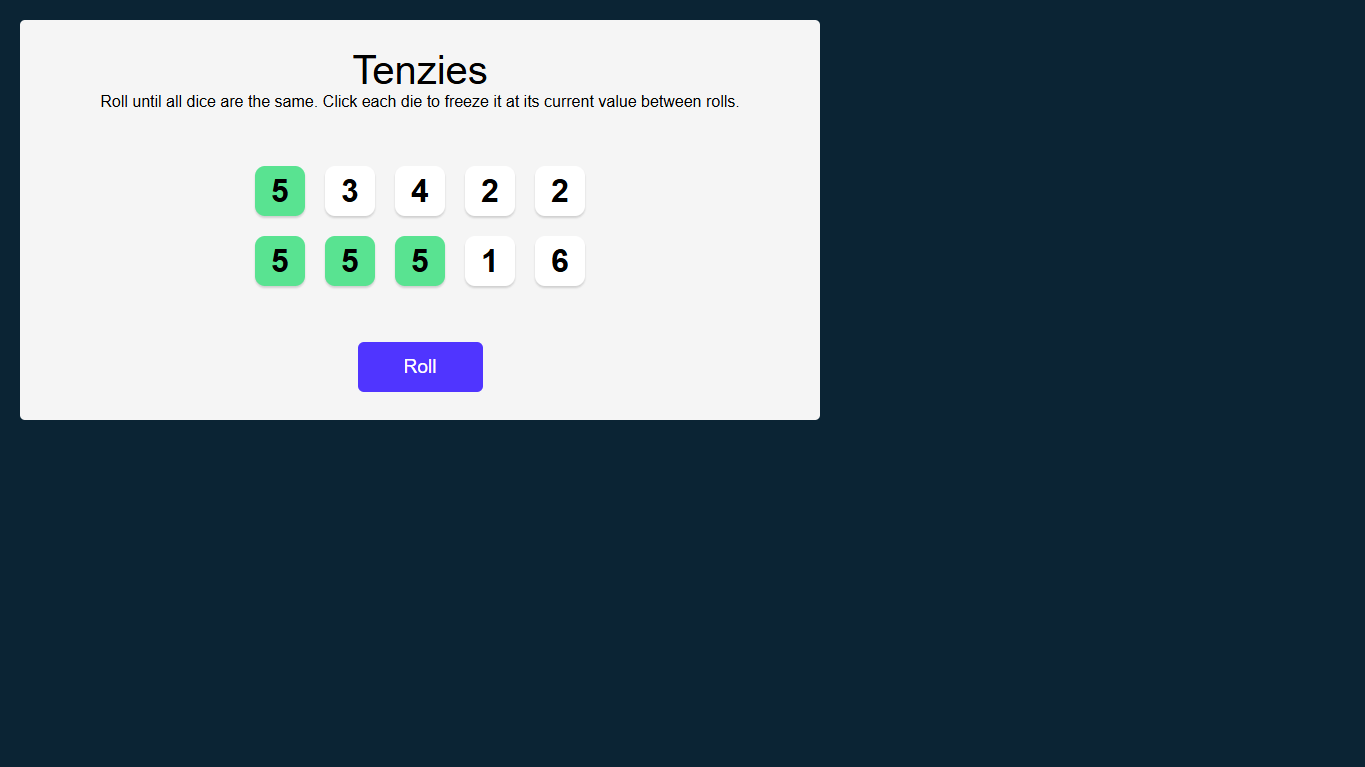 Tenzies
Roll until all dice are the same. Click each die to freeze it at its current value between rolls.
5 3 4 2 2
5 5 5 1 6
Roll